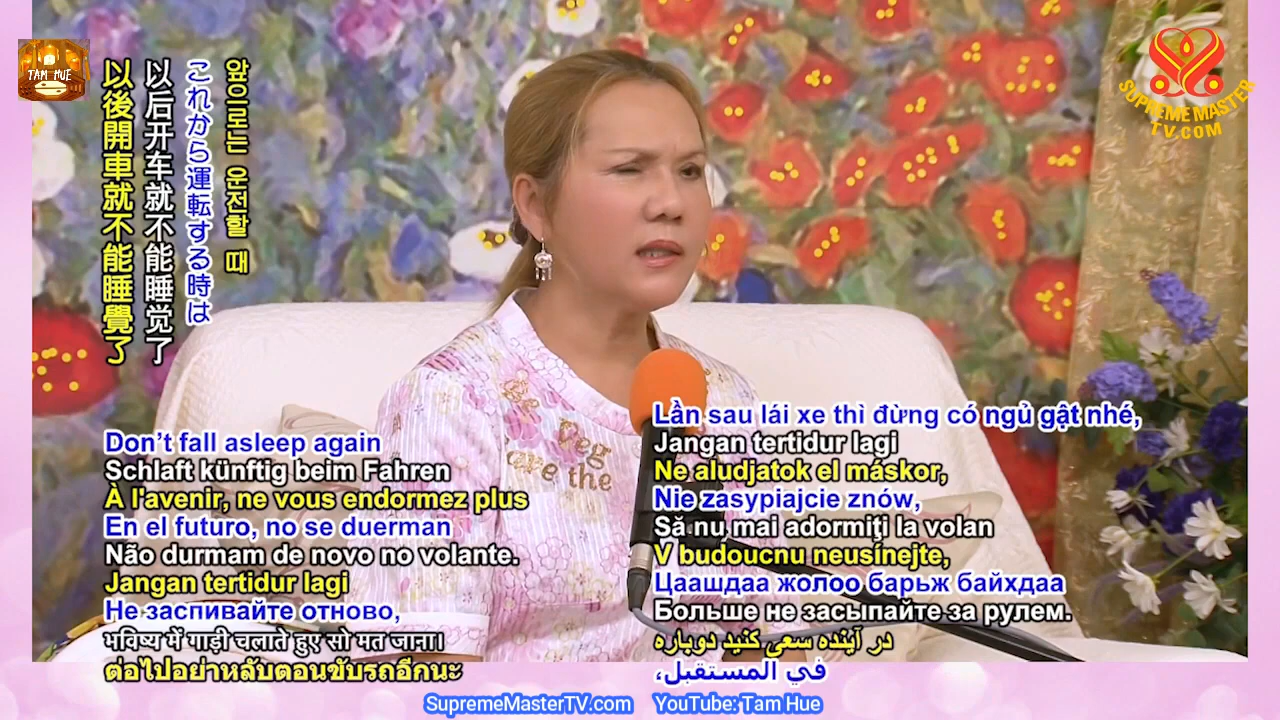 TAM HUE
SUPREME MASTER
TV.COM
以後開車就不能睡覺了
以后开车就不能睡觉了
これから運転する時は
앞으로는 운전할 때
Deg
are the
Don’t fall asleep again
Schlaft künftig beim Fahren
À l'avenir, ne vous endormez plus
En el futuro, no se duerman
Não durmam de novo no volante.
Jangan tertidur lagi
Не заспивайте отново,
भविष्य में गाड़ी चलाते हुए सो मत जाना।
ต่อไปอย่าหลับตอนขับรถอีกนะ
Lần sau lái xe thì đừng có ngủ gật nhé,
Jangan tertidur lagi
Ne aludjatok el máskor,
Nie zasypiajcie znów,
Să nu mai adormiţi la volan
V budoucnu neusínejte,
Цаашдаа жолоо барьж байхдаа
Больше не засыпайте за рулем.
در آینده سعی کنید دوباره
في المستقبل،
SupremeMasterTV.com
YouTube: Tam Hue